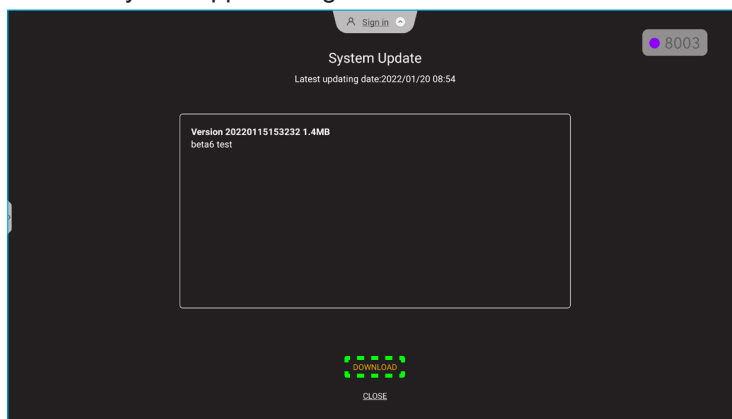 Sign in
8003
System Update
Latest updating date:2022/01/20 08:54
Version 20220115153232 1.4MB
beta6 test
DOWNLOAD
CLOSE